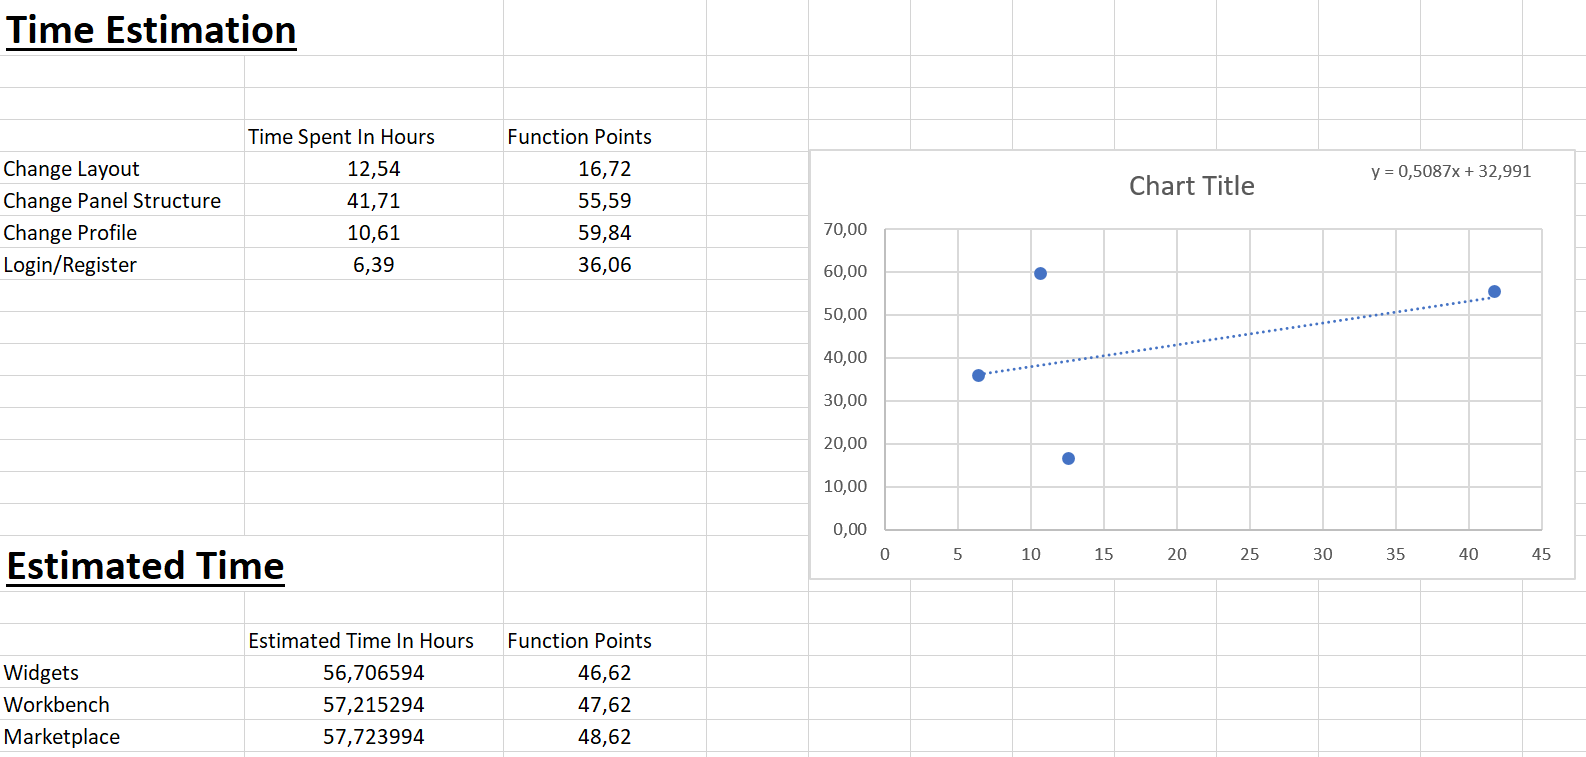 Time Estimation
Time Spent In Hours Function Points
Change Layout 12,54 16,72
Change Panel Structure 41,71 55,59
Change Profile 10,61 59,84
Login/Register 6,39 36,06
Chart Title
y = 0,5087x + 32,991
70,00
60,00
50,00
40,00
30,00
20,00
10,00
0,00
0 5 10 15 20 25 30 35 40 45
Estimated Time
Estimated Time In Hours Function Points
Widgets 56,706594 46,62
Workbench 57,215294 47,62
Marketplace 57,723994 48,62